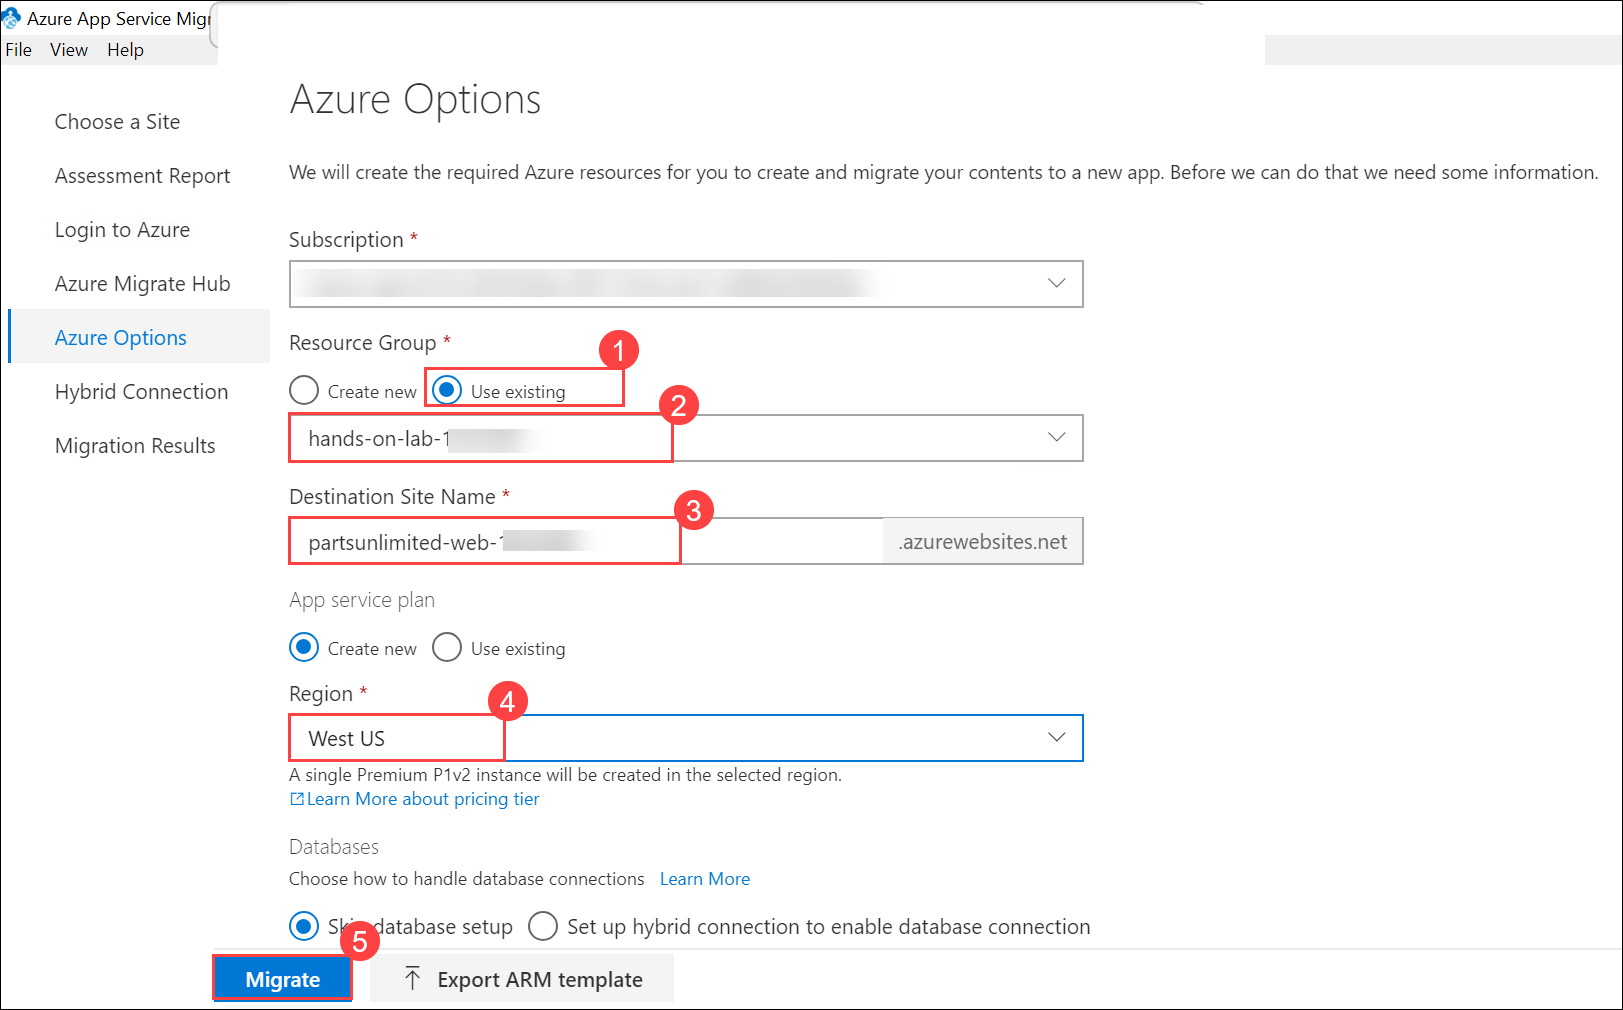 Azure App Service Migr
File View Help
Choose a Site
Assessment Report
Login to Azure
Azure Migrate Hub
Azure Options
Hybrid Connection
Migration Results
Azure Options
We will create the required Azure resources for you to create and migrate your contents to a new app. Before we can do that we need some information.
Subscription *
Resource Group *
1
Create new Use existing
2
hands-on-lab-1
Destination Site Name *
3
partsunlimited-web-1
.azurewebsites.net
App service plan
Create new Use existing
Region *
4
West US
A single Premium P1v2 instance will be created in the selected region.
Learn More about pricing tier
Databases
Choose how to handle database connections Learn More
Skip database setup Set up hybrid connection to enable database connection
5
Migrate Export ARM template